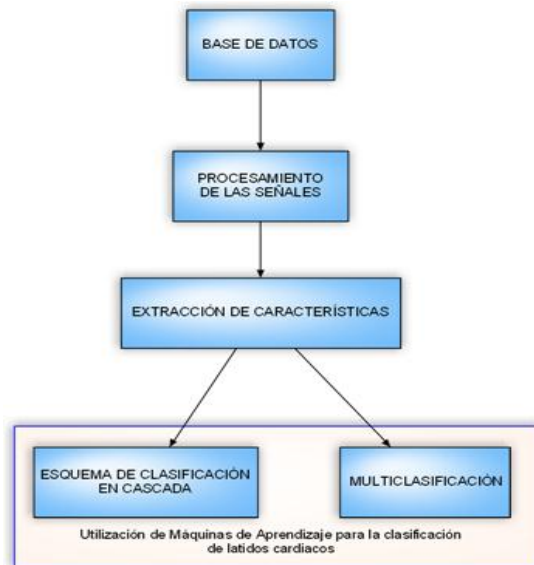 BASE DE DATOS
PROCESAMIENTO
DE LAS SEÑALES
EXTRACCIÓN DE CARACTERÍSTICAS
ESQUEMA DE CLASIFICACIÓN
EN CASCADA
MULTICLASIFICACIÓN
Utilización de Máquinas de Aprendizaje para la clasificación
de latidos cardiacos